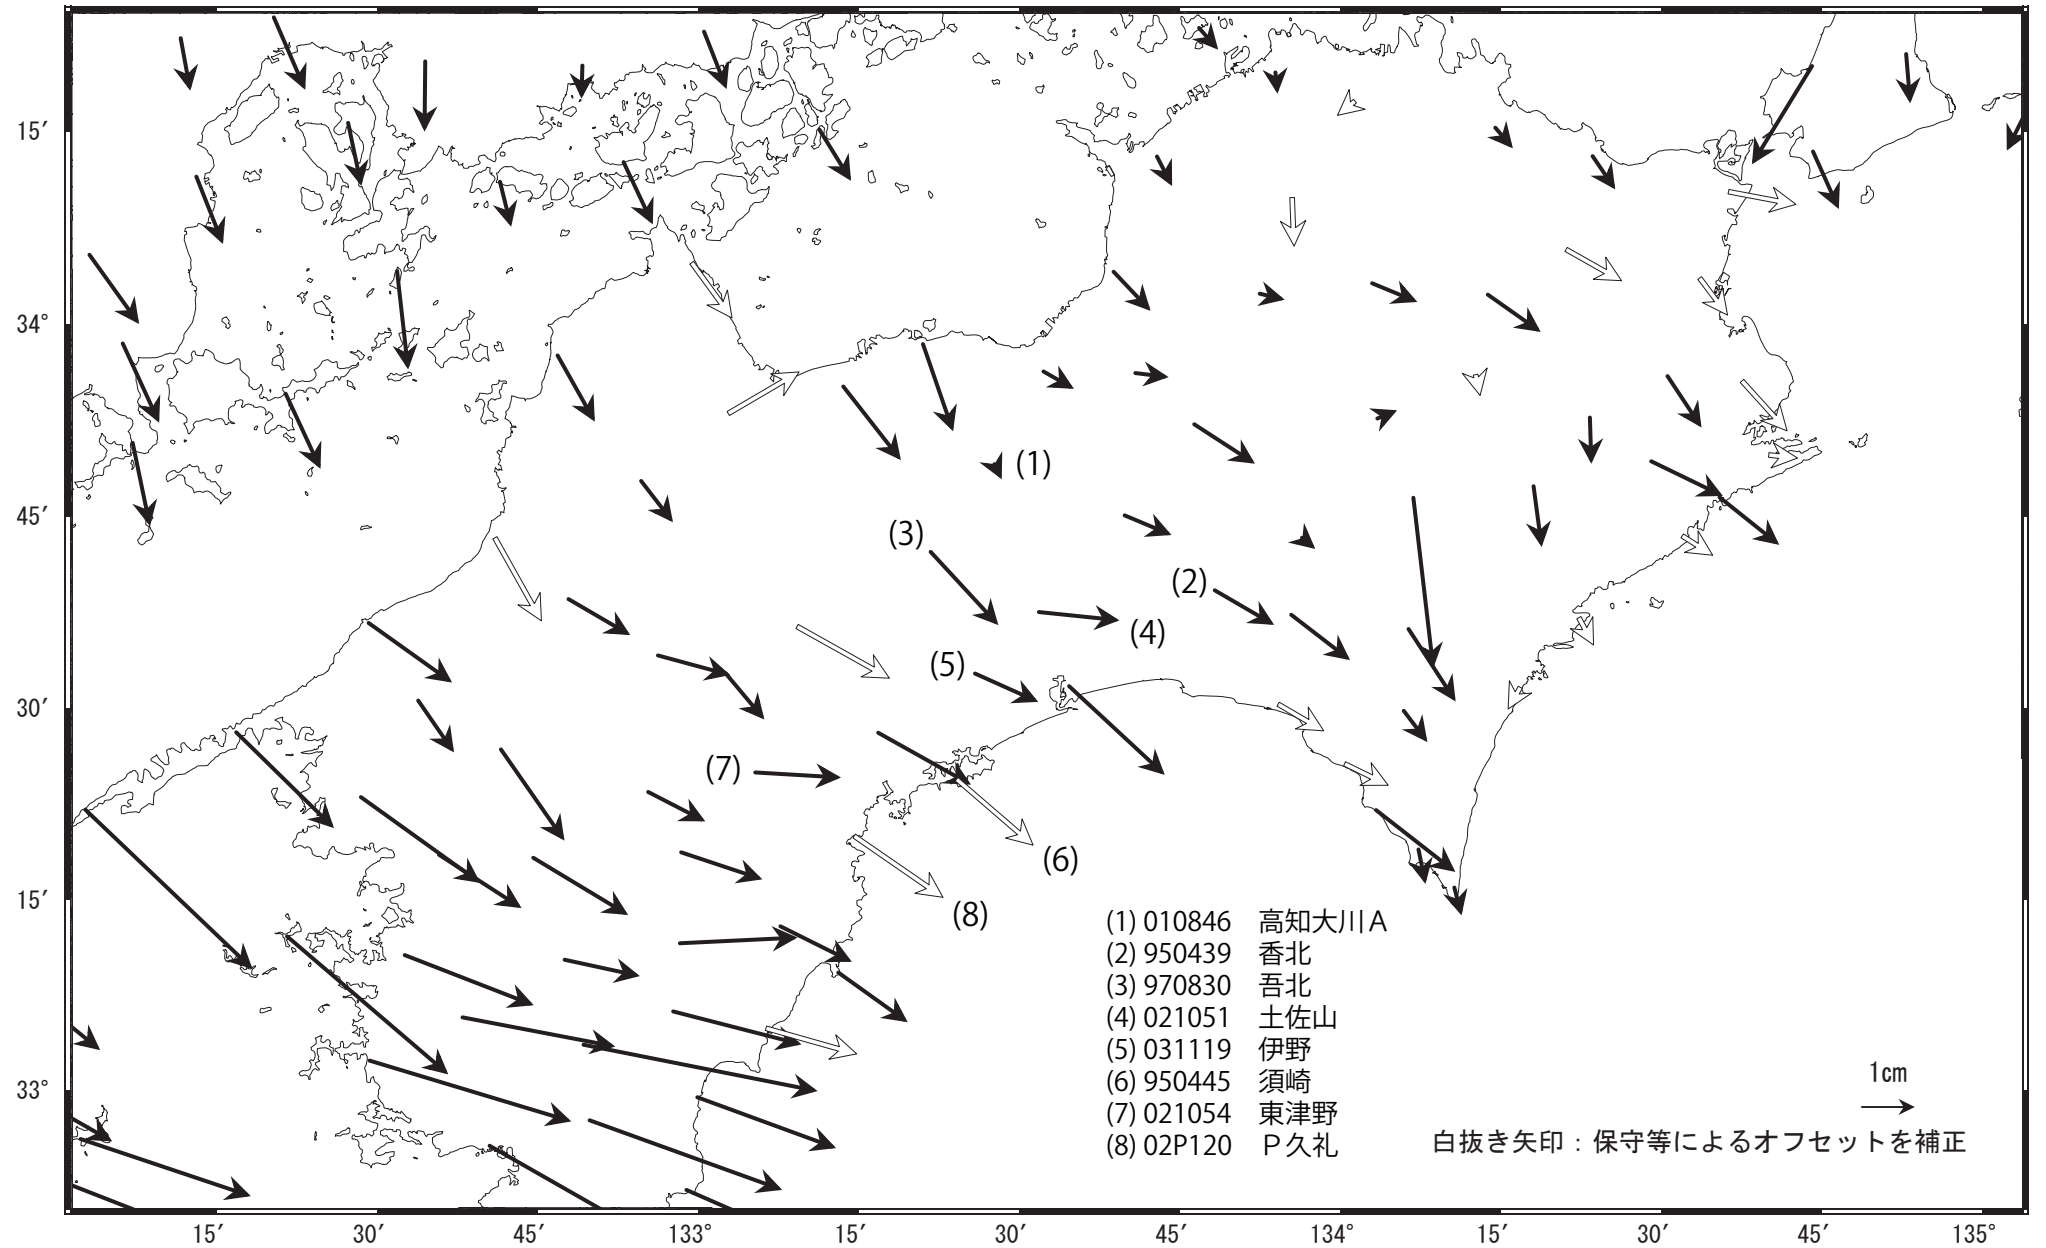 15′
34°
45′
30′
15′
33°
(1)
(3)
(2)
(4)
(5)
(7)
(6)
(8)
(1) 010846 高知大川A
(2) 950439 香北
(3) 970830 吾北
(4) 021051 土佐山
(5) 031119 伊野
(6) 950445 須崎
(7) 021054 東津野
(8) 02P120 P久礼
1cm
白抜き矢印:保守等によるオフセットを補正
15′ 30′ 45′ 133° 15′ 30′ 45′ 134° 15′ 30′ 45′ 135°